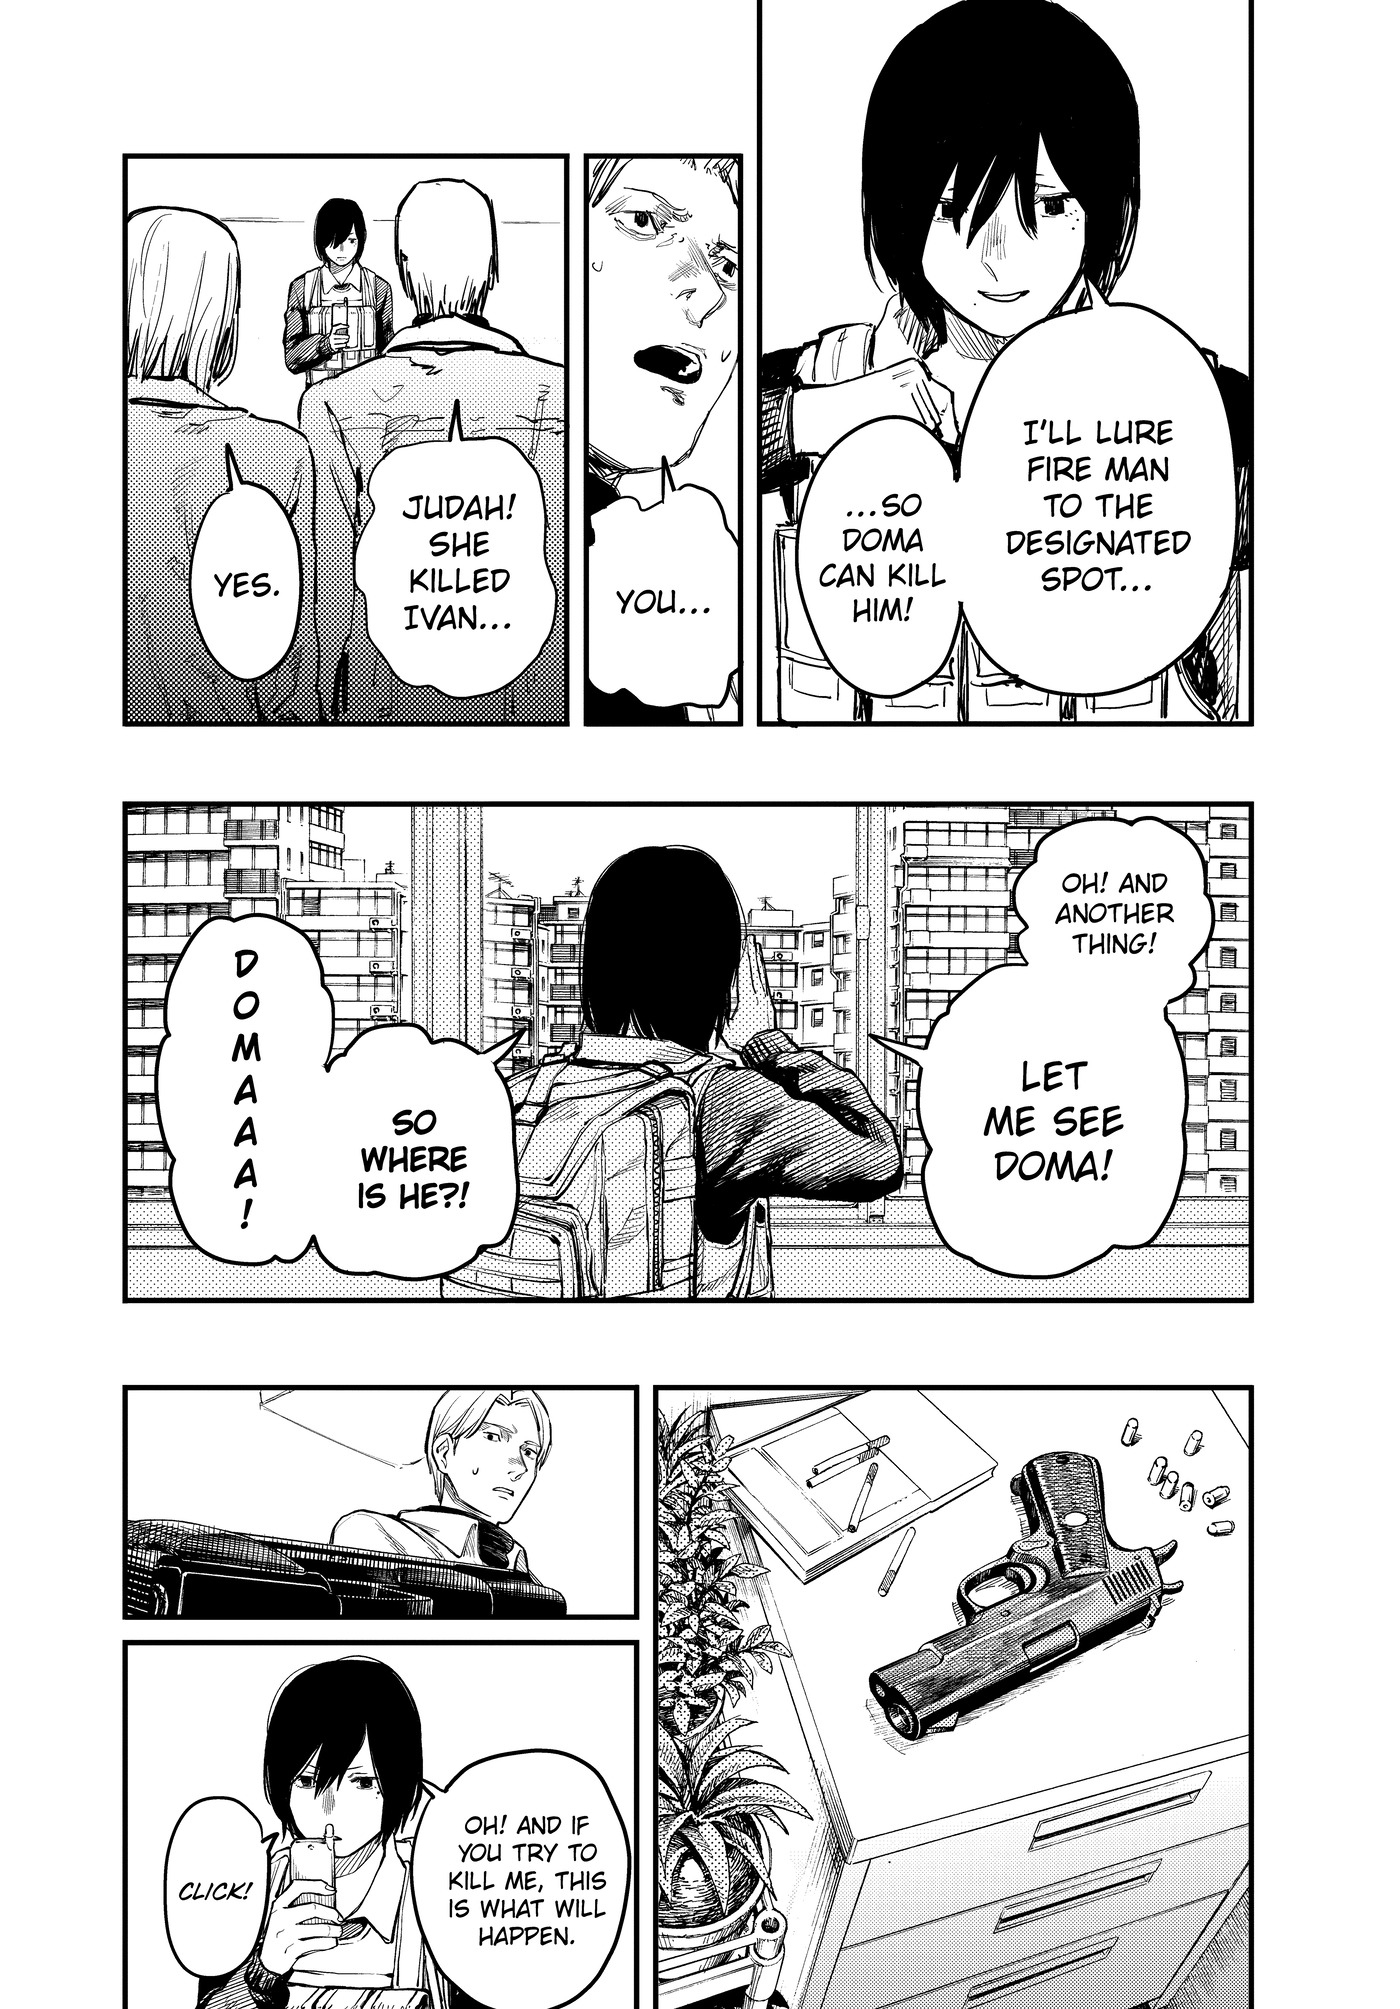 I'LL LURE
FIRE MAN
TO THE
DESIGNATED
SPOT...
...SO
DOMA
CAN KILL
HIM!
YOU...
JUDAH!
SHE
KILLED
IVAN...
YES.
OH! AND
ANOTHER
THING!
LET
ME SEE
DOMA!
SO
WHERE
IS HE?!
DOMAAA!
OH! AND IF
YOU TRY TO
KILL ME, THIS
IS WHAT WILL
HAPPEN.
CLICK!